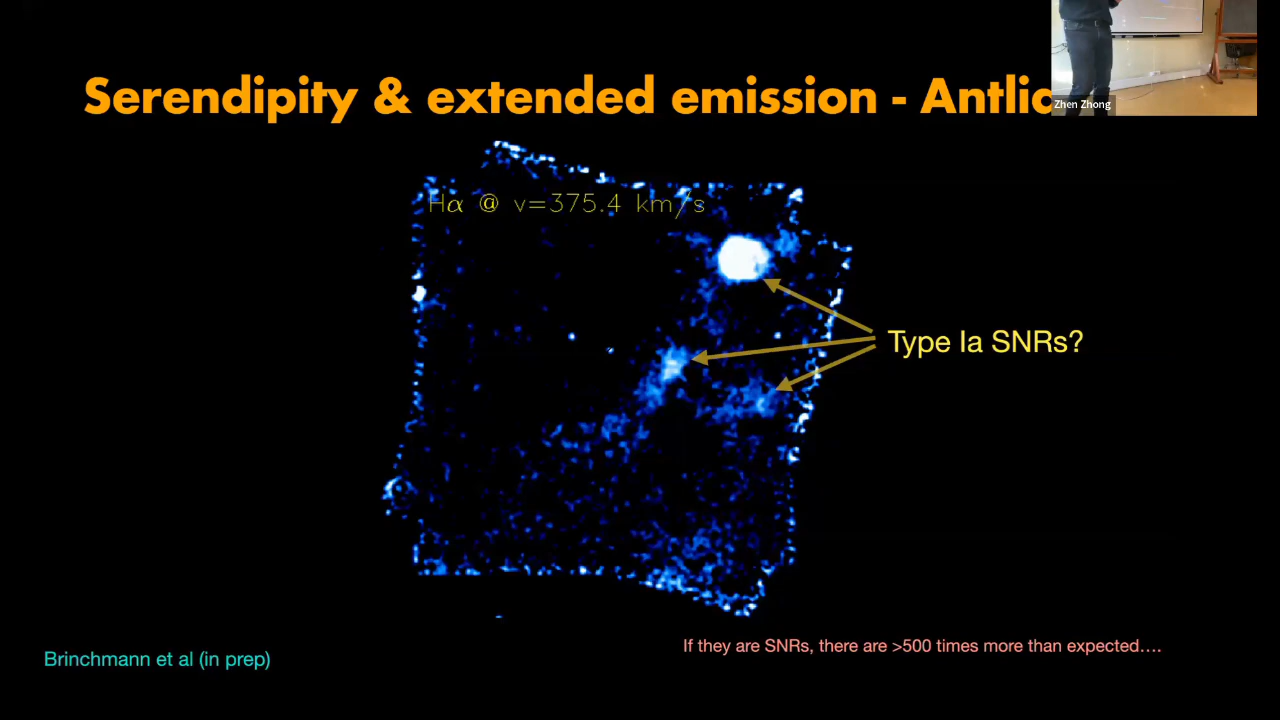 Serendipity & extended emission - Antlic
Zhen Zhong
Hα @ v=375.4 km/s
Type Ia SNRs?
If they are SNRs, there are >500 times more than expected….
Brinchmann et al (in prep)